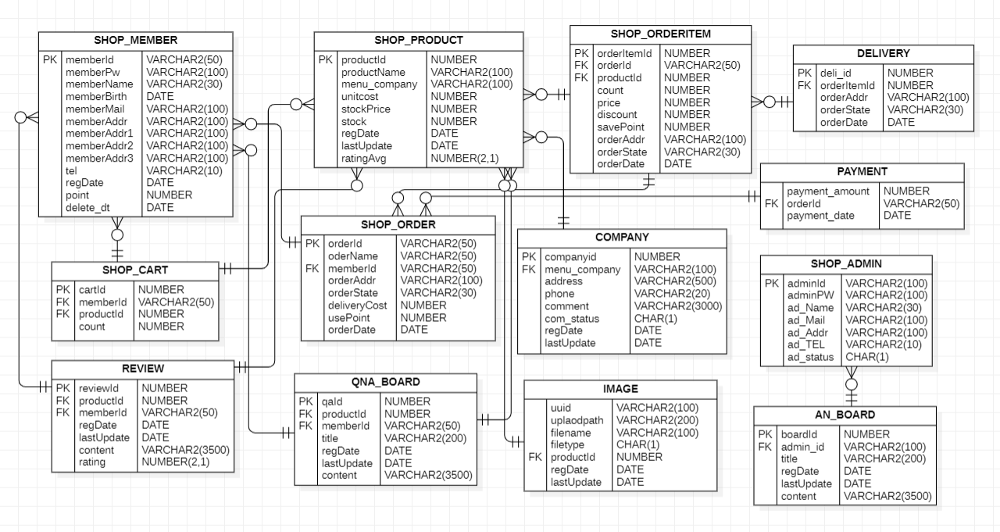 SHOP_MEMBER
PK memberId VARCHAR2(50)
memberPw VARCHAR2(100)
memberName VARCHAR2(30)
memberBirth DATE
memberMail VARCHAR2(100)
memberAddr VARCHAR2(100)
memberAddr1 VARCHAR2(100)
memberAddr2 VARCHAR2(100)
memberAddr3 VARCHAR2(100)
tel VARCHAR2(10)
regDate DATE
point NUMBER
delete_dt DATE
SHOP_PRODUCT
PK productId NUMBER
productName VARCHAR2(100)
menu_company VARCHAR2(100)
unitcost NUMBER
stockPrice NUMBER
stock NUMBER
regDate DATE
lastUpdate DATE
ratingAvg NUMBER(2,1)
SHOP_ORDERITEM
PK orderItemId NUMBER
FK orderId VARCHAR2(50)
FK productId NUMBER
count NUMBER
price NUMBER
discount NUMBER
savePoint NUMBER
orderAddr VARCHAR2(100)
orderState VARCHAR2(30)
orderDate DATE
DELIVERY
PK deli_id NUMBER
FK orderItemId NUMBER
orderAddr VARCHAR2(100)
orderState VARCHAR2(30)
orderDate DATE
PAYMENT
payment_amount NUMBER
FK orderId VARCHAR2(50)
payment_date DATE
SHOP_CART
PK cartId NUMBER
FK memberId VARCHAR2(50)
FK productId NUMBER
count NUMBER
SHOP_ORDER
PK orderId VARCHAR2(50)
oderName VARCHAR2(50)
FK memberId VARCHAR2(50)
orderAddr VARCHAR2(100)
orderState VARCHAR2(30)
deliveryCost NUMBER
usePoint NUMBER
orderDate DATE
COMPANY
PK companyid NUMBER
FK menu_company VARCHAR2(100)
address VARCHAR2(500)
phone VARCHAR2(20)
comment VARCHAR2(3000)
com_status CHAR(1)
regDate DATE
lastUpdate DATE
SHOP_ADMIN
PK adminId VARCHAR2(100)
adminPW VARCHAR2(100)
ad_Name VARCHAR2(30)
ad_Mail VARCHAR2(100)
ad_Addr VARCHAR2(100)
ad_TEL VARCHAR2(10)
ad_status CHAR(1)
REVIEW
PK reviewId NUMBER
FK productId NUMBER
FK memberId VARCHAR2(50)
regDate DATE
lastUpdate DATE
content VARCHAR2(3500)
rating NUMBER(2,1)
QNA_BOARD
PK qaId NUMBER
FK productId NUMBER
FK memberId VARCHAR2(50)
title VARCHAR2(200)
regDate DATE
lastUpdate DATE
content VARCHAR2(3500)
IMAGE
uuid VARCHAR2(100)
uplaodpath VARCHAR2(200)
filename VARCHAR2(100)
filetype CHAR(1)
FK productId NUMBER
regDate DATE
lastUpdate DATE
AN_BOARD
PK boardId NUMBER
FK admin_id VARCHAR2(100)
title VARCHAR2(200)
regDate DATE
lastUpdate DATE
content VARCHAR2(3500)